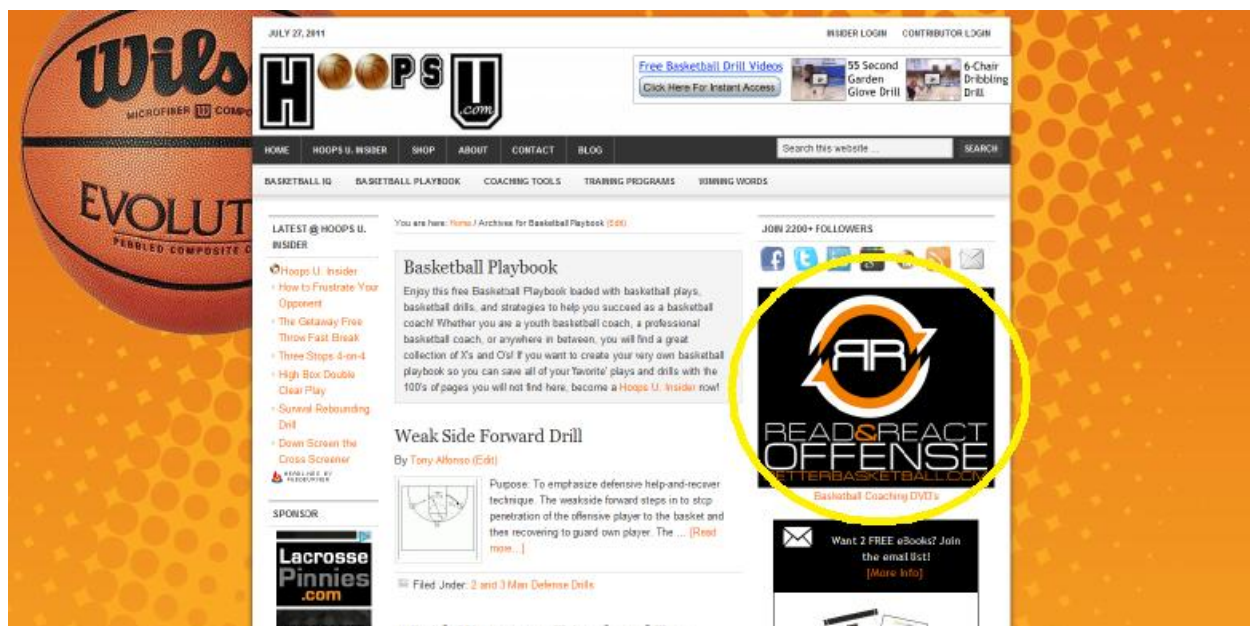 JULY 27, 2011
INSIDER LOGIN CONTRIBUTOR LOGIN
Wils
MICROFIBER COMPO
EVOLUT
PEBBLED COMPOSITE C
HOOPS U
.com
Free Basketball Drill Videos
Click Here For Instant Access
55 Second
Garden
Glove Drill
6-Chair
Dribbling
Drill
HOME HOOPS U. INSIDER SHOP ABOUT CONTACT BLOG
Search this website ...
SEARCH
BASKETBALL IQ BASKETBALL PLAYBOOK COACHING TOOLS TRAINING PROGRAMS WINNING WORDS
LATEST @ HOOPS U.
INSIDER
Hoops U. Insider
How to Frustrate Your
Opponent
The Getaway Free
Throw Fast Break
Three Stops 4-on-4
High Box Double
Clear Play
Survival Rebounding
Drill
Down Screen the
Cross Screener
HEADLINES BY
FEEDBURNER
SPONSOR
Lacrosse
Pinnies
.com
You are here: Home / Archives for Basketball Playbook (Edit)
Basketball Playbook
Enjoy this free Basketball Playbook loaded with basketball plays,
basketball drills, and strategies to help you succeed as a basketball
coach! Whether you are a youth basketball coach, a professional
basketball coach, or anywhere in between, you will find a great
collection of X's and O's! If you want to create your very own basketball
playbook so you can save all of your 'favorite' plays and drills with the
100's of pages you will not find here, become a Hoops U. Insider now!
Weak Side Forward Drill
By Tony Alfonso (Edit)
Purpose: To emphasize defensive help-and-recover
technique. The weakside forward steps in to stop
penetration of the offensive player to the basket and
then recovering to guard own player. The ... [Read
more...]
Filed Under: 2 and 3 Man Defense Drills
JOIN 2200+ FOLLOWERS
RR
READ&REACT
OFFENSE
BETTERBASKETBALL.COM
Basketball Coaching DVD's
Want 2 FREE eBooks? Join
the email list!
[More Info]